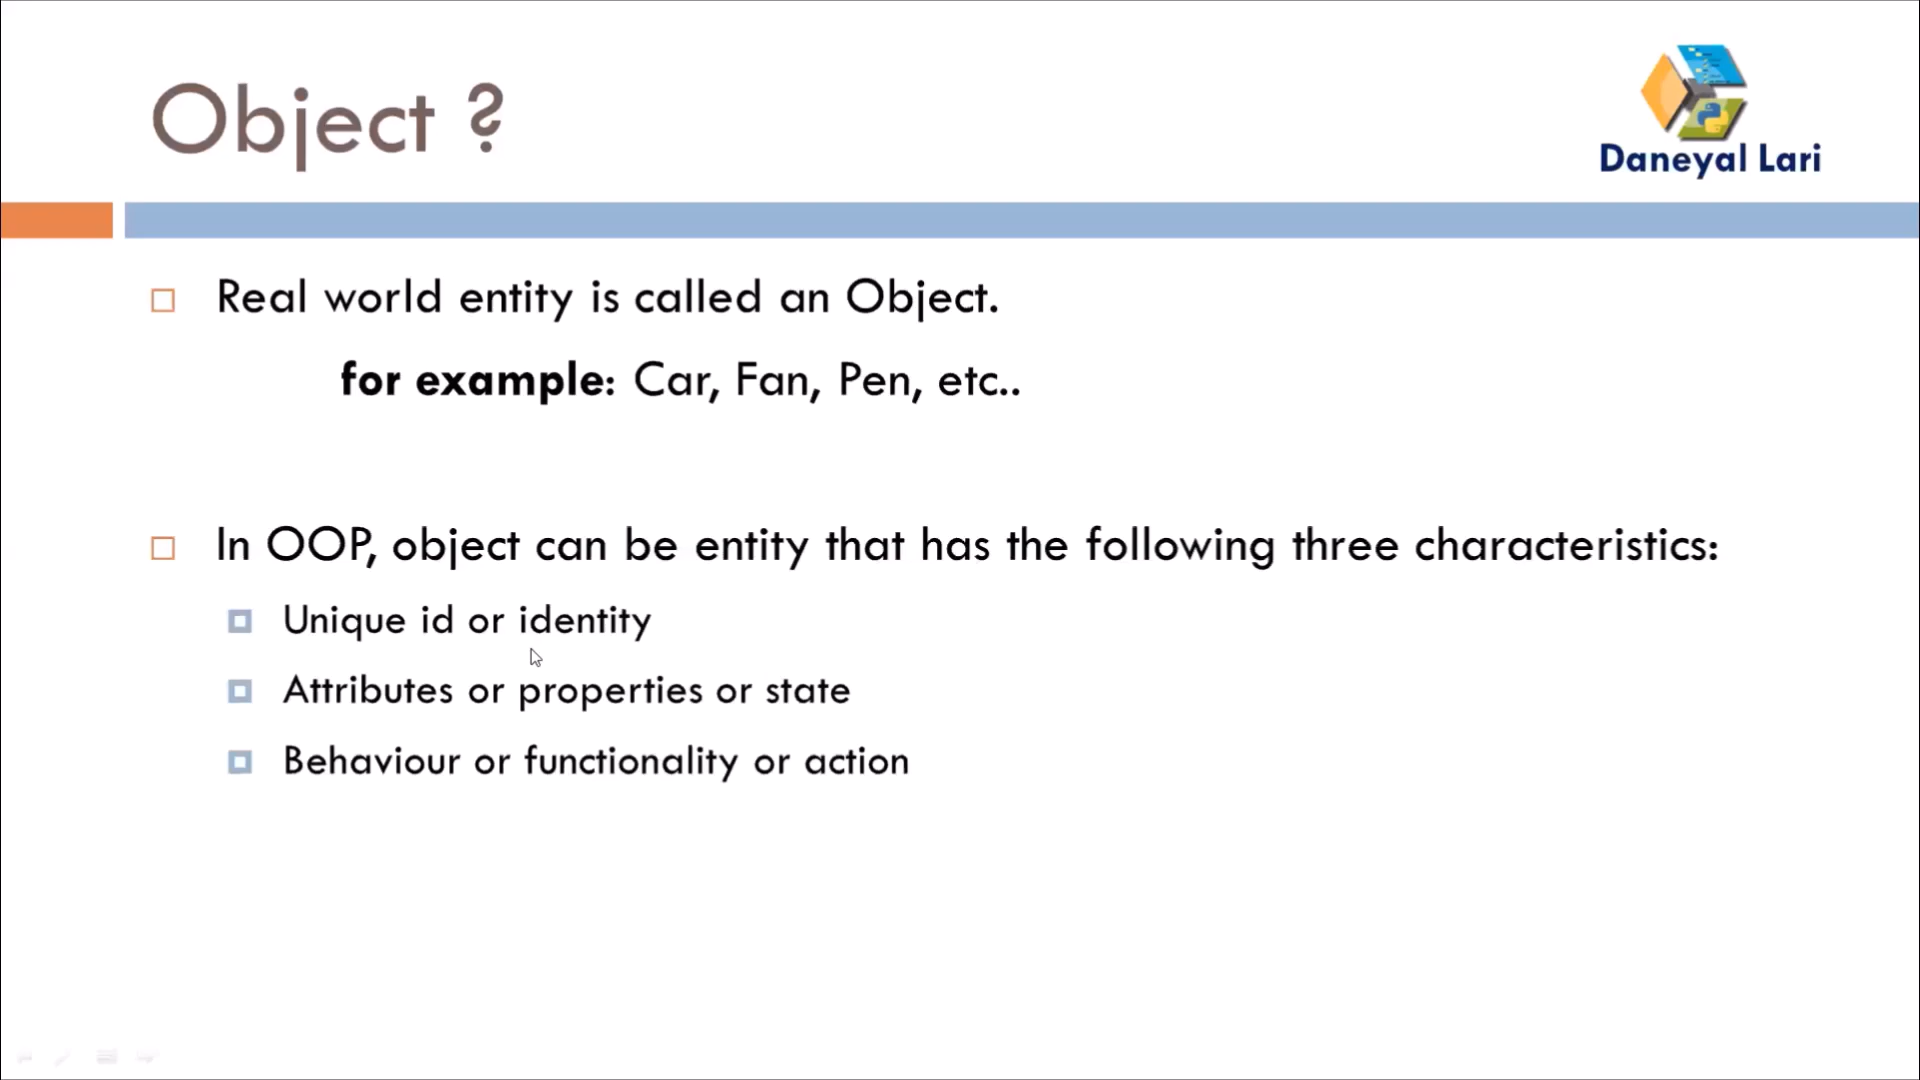 Object ?
Daneyal Lari
Real world entity is called an Object.
for example: Car, Fan, Pen, etc..
In OOP, object can be entity that has the following three characteristics:
Unique id or identity
Attributes or properties or state
Behaviour or functionality or action